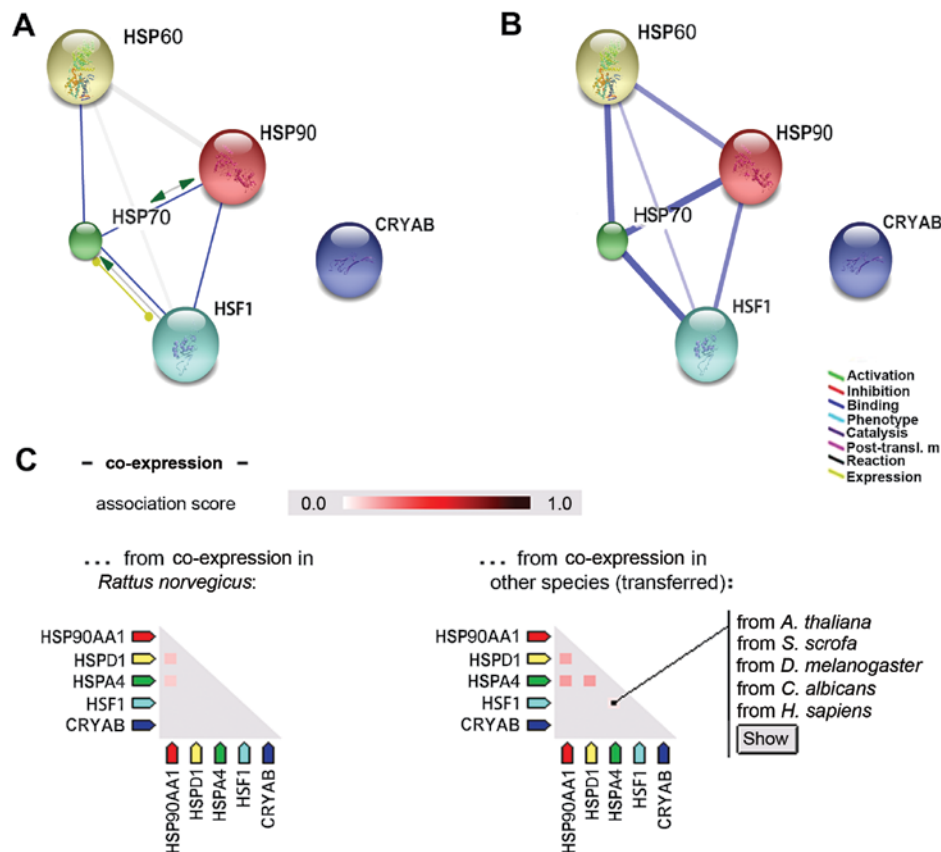 A
HSP60
HSP90
HSP70
CRYAB
HSF1
B
HSP60
HSP90
HSP70
CRYAB
HSF1
Activation
Inhibition
Binding
Phenotype
Catalysis
Post-transl. m
Reaction
Expression
C
– co-expression –
association score
0.0
1.0
... from co-expression in
Rattus norvegicus:
HSP90AA1
HSPD1
HSPA4
HSF1
CRYAB
HSP90AA1
HSPD1
HSPA4
HSF1
CRYAB
... from co-expression in
other species (transferred):
HSP90AA1
HSPD1
HSPA4
HSF1
CRYAB
HSP90AA1
HSPD1
HSPA4
HSF1
CRYAB
from A. thaliana
from S. scrofa
from D. melanogaster
from C. albicans
from H. sapiens
Show